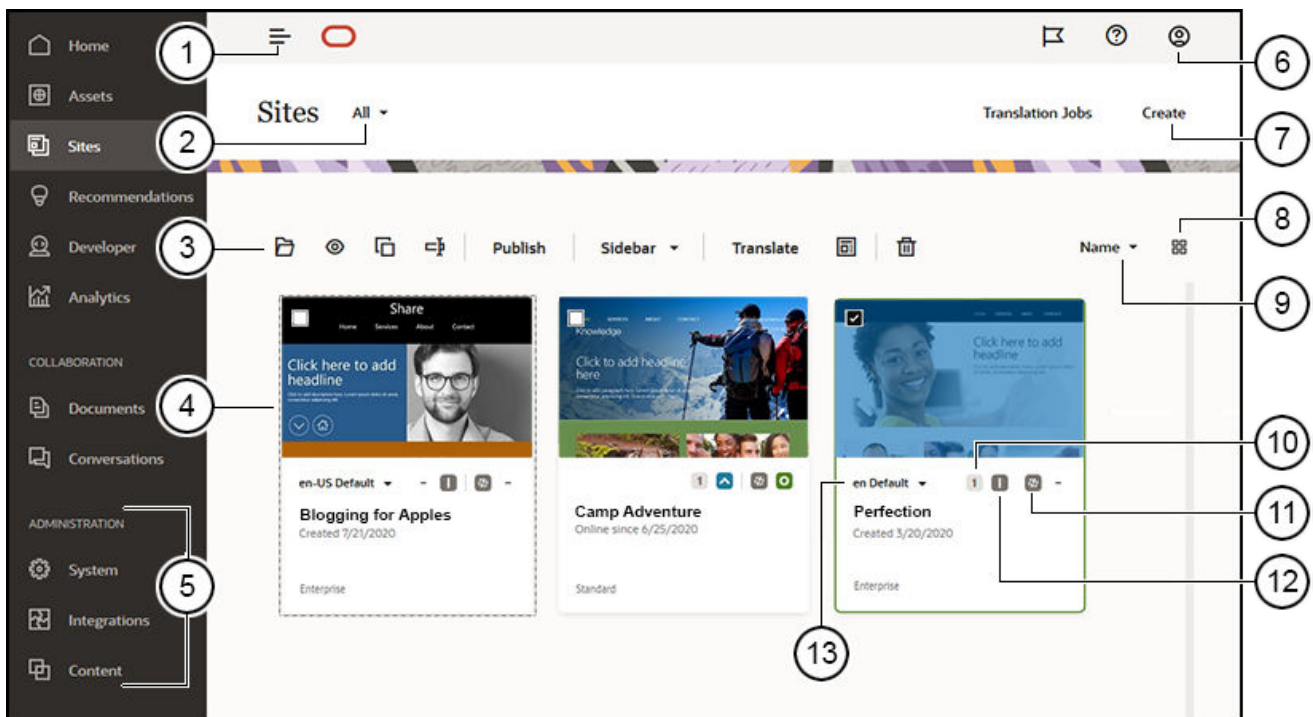 Home
Assets
Sites
Recommendations
Developer
Analytics
COLLABORATION
Documents
Conversations
ADMINISTRATION
System
Integrations
Content
1
2
3
4
5
6
7
8
9
10
11
12
13
Sites All
Translation Jobs Create
Publish Sidebar Translate
Name
Share
Home Services About Contact
Click here to add
headline
en-US Default - -
Blogging for Apples
Created 7/21/2020
Enterprise
SERVICES ABOUT CONTACT
Knowledge
Click to add headline
here
1
Camp Adventure
Online since 6/25/2020
Standard
Click here to add
headline
en Default 1 -
Perfection
Created 3/20/2020
Enterprise